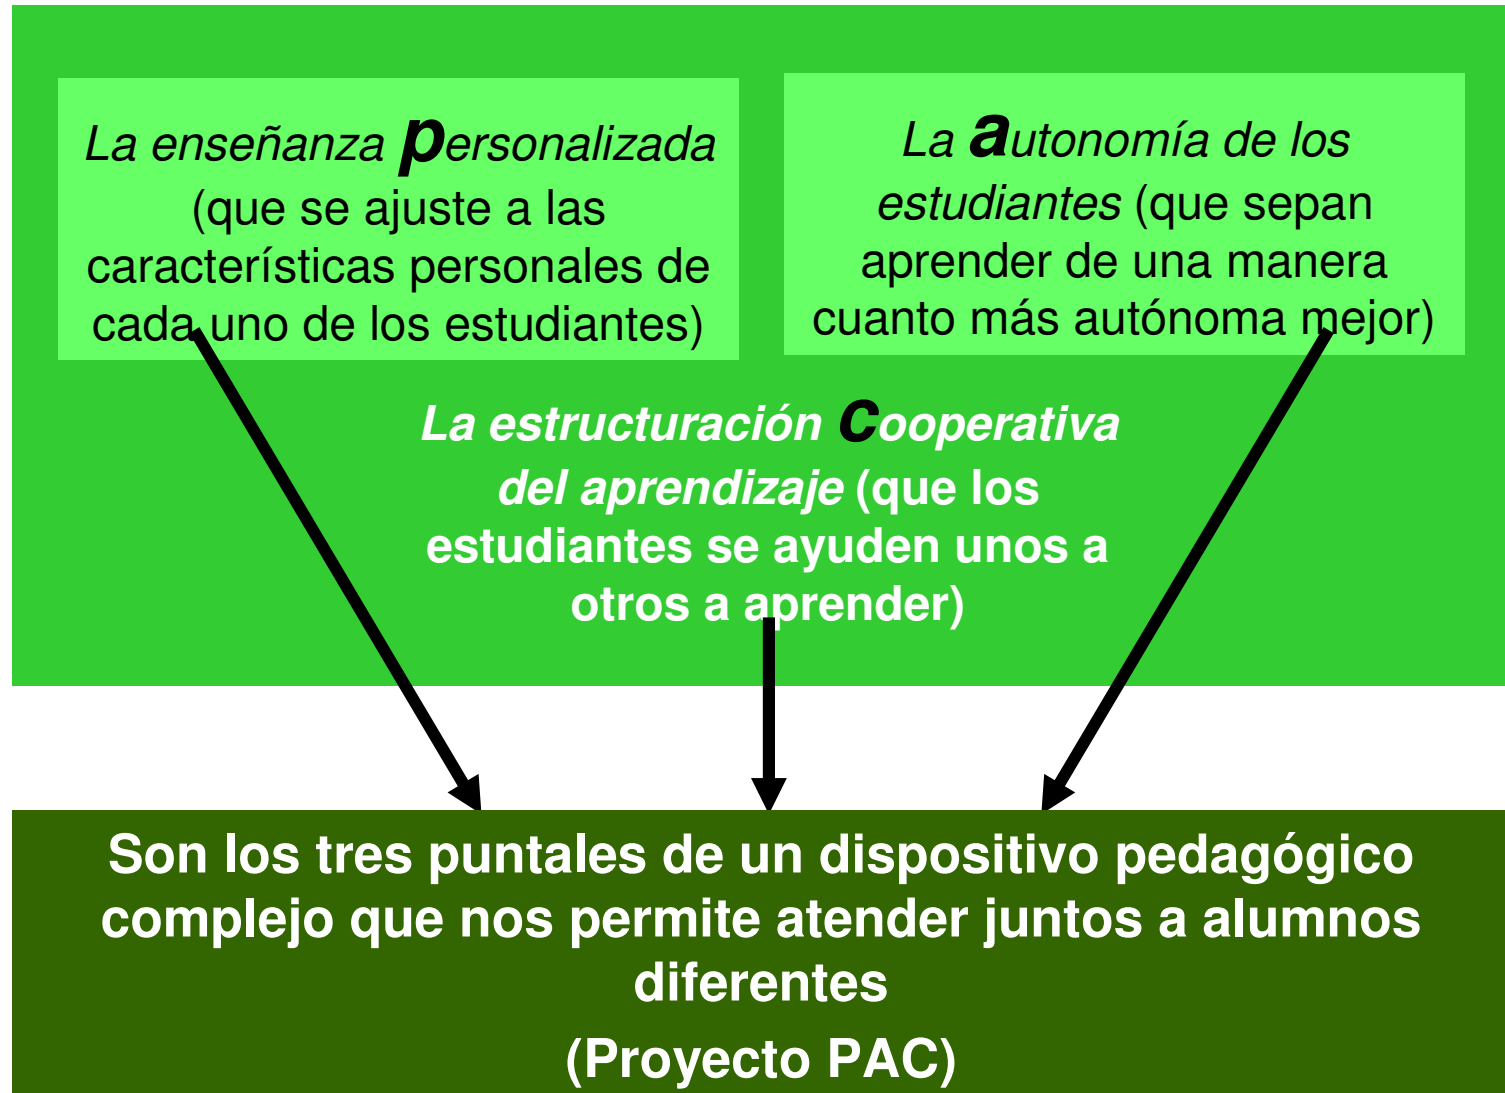 La enseñanza personalizada
(que se ajuste a las
características personales de
cada uno de los estudiantes)
La autonomía de los
estudiantes (que sepan
aprender de una manera
cuanto más autónoma mejor)
La estructuración cooperativa
del aprendizaje (que los
estudiantes se ayuden unos a
otros a aprender)
Son los tres puntales de un dispositivo pedagógico
complejo que nos permite atender juntos a alumnos
diferentes
(Proyecto PAC)